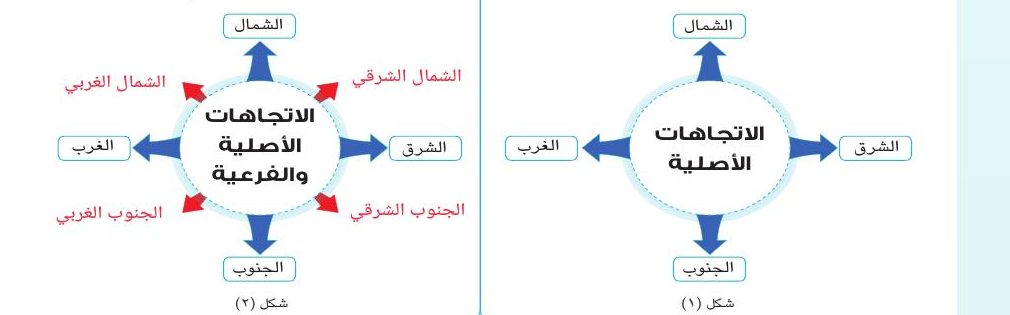 الشمال
الاتجاهات
الأصلية
الشرق
الغرب
الجنوب
شكل (١)
الشمال
الشمال الشرقي
الشمال الغربي
الاتجاهات
الأصلية
والفرعية
الشرق
الغرب
الجنوب الشرقي
الجنوب الغربي
الجنوب
شكل (٢)